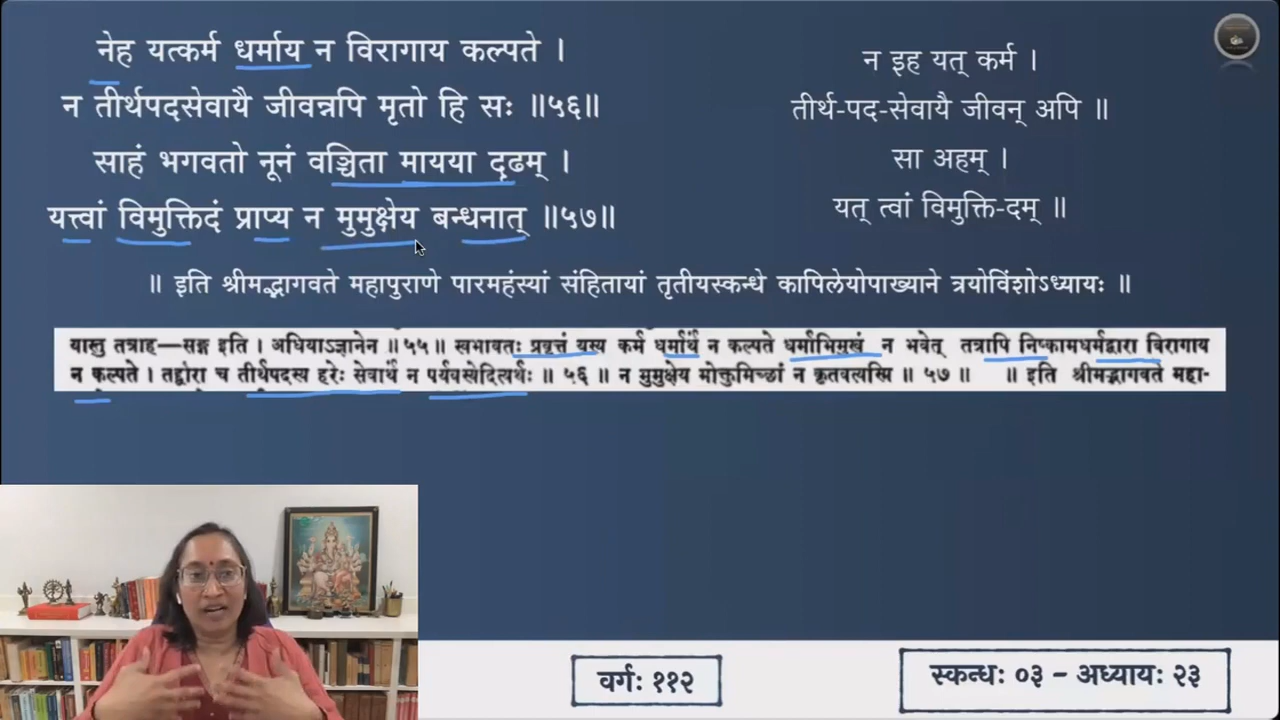 नेह यत्कर्म धर्माय न विरागाय कल्पते ।
न तीर्थपदसेवायै जीवन्नपि मृतो हि सः ॥५६॥
साहं भगवतो नूनं वञ्चिता मायया दृढम् ।
यत्त्वां विमुक्तिदं प्राप्य न मुमुक्षेय बन्धनात् ॥५७॥
न इह यत् कर्म ।
तीर्थ-पद-सेवायै जीवन् अपि ॥
सा अहम् ।
यत् त्वां विमुक्ति-दम् ॥
॥ इति श्रीमद्भागवते महापुराणे पारमहंस्यां संहितायां तृतीयस्कन्धे कापिलेयोपाख्याने त्रयोविंशोऽध्यायः ॥
यास्तु तत्राह—सङ्ग इति । अधियाऽज्ञानेन ॥ ५५ ॥ स्वभावतः प्रवृत्तं यस्य कर्म धर्मार्थं न कल्पते धर्माभिमुखं न भवेत् तत्रापि निष्कामधर्मद्वारा विरागाय
न कल्पते । तद्द्वारा च तीर्थपदस्य हरेः सेवार्थं न पर्यवस्येदित्यर्थः ॥ ५६ ॥ न मुमुक्षेय मोक्तुमिच्छां न कृतवत्यस्मि ॥ ५७ ॥ ॥ इति श्रीमद्भागवते महा-
वर्गः ११२
स्कन्धः ०३ – अध्यायः २३